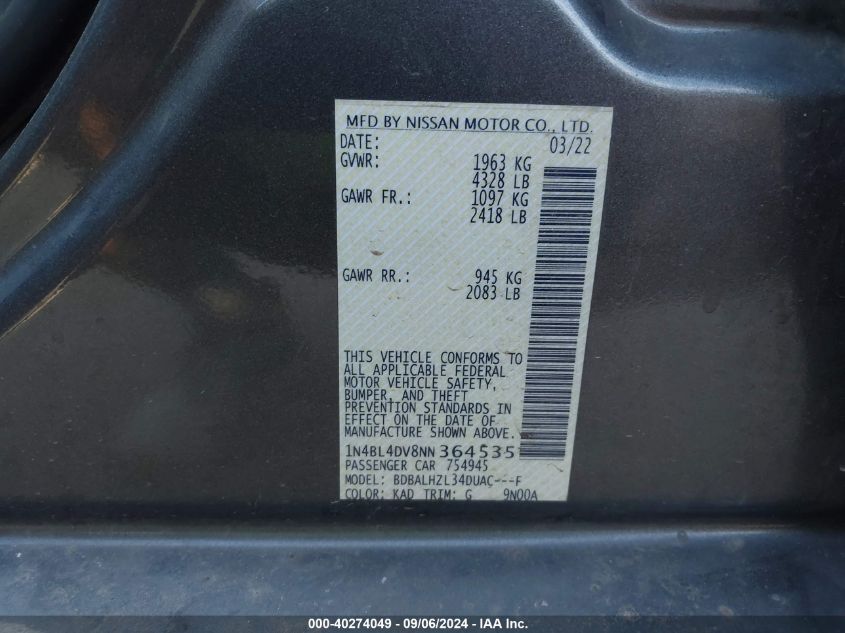 MFD BY NISSAN MOTOR CO., LTD.
DATE: 03/22
GVWR: 1963 KG
4328 LB
GAWR FR.: 1097 KG
2418 LB
GAWR RR.: 945 KG
2083 LB
THIS VEHICLE CONFORMS TO
ALL APPLICABLE FEDERAL
MOTOR VEHICLE SAFETY,
BUMPER, AND THEFT
PREVENTION STANDARDS IN
EFFECT ON THE DATE OF
MANUFACTURE SHOWN ABOVE.
1N4BL4DV8NN364535
PASSENGER CAR 754945
MODEL: BDBALHZL34DUAC---F
COLOR: KAD TRIM: G 9N00A
000-40274049 - 09/06/2024 - IAA Inc.